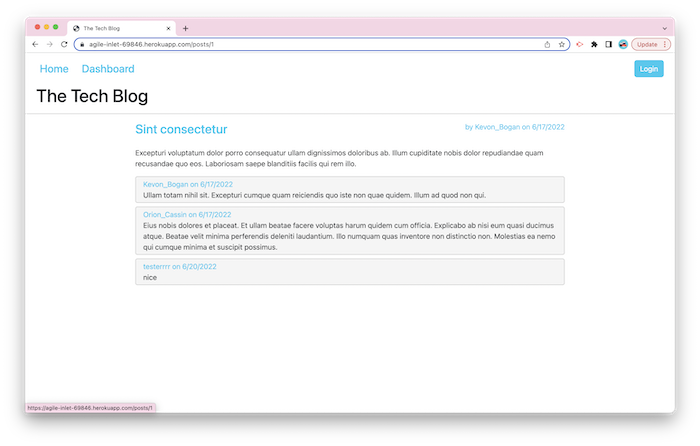 The Tech Blog
agile-inlet-69846.herokuapp.com/posts/1
Update
Home
Dashboard
Login
The Tech Blog
Sint consectetur
by Kevon_Bogan on 6/17/2022
Excepturi voluptatum dolor porro consequatur ullam dignissimos doloribus ab. Illum cupiditate nobis dolor repudiandae quam
recusandae quo eos. Laboriosam saepe blanditiis facilis qui rem illo.
Kevon_Bogan on 6/17/2022
Ullam totam nihil sit. Excepturi cumque quam reiciendis quo iste non quae quidem. Illum ad quod non qui.
Orion_Cassin on 6/17/2022
Eius nobis dolores et placeat. Et ullam beatae facere voluptas harum quidem cum officia. Explicabo ab nisi eum quasi ducimus
atque. Beatae velit minima perferendis deleniti laudantium. Illo numquam quas inventore non distinctio non. Molestias ea nemo
qui cumque minima et suscipit possimus.
testerrrr on 6/20/2022
nice
https://agile-inlet-69846.herokuapp.com/posts/1